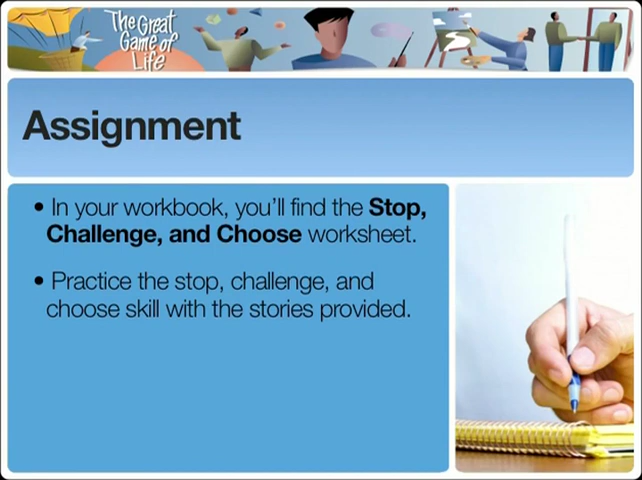 The Great
Game of
Life
Assignment
• In your workbook, you'll find the Stop,
Challenge, and Choose worksheet.
• Practice the stop, challenge, and
choose skill with the stories provided.